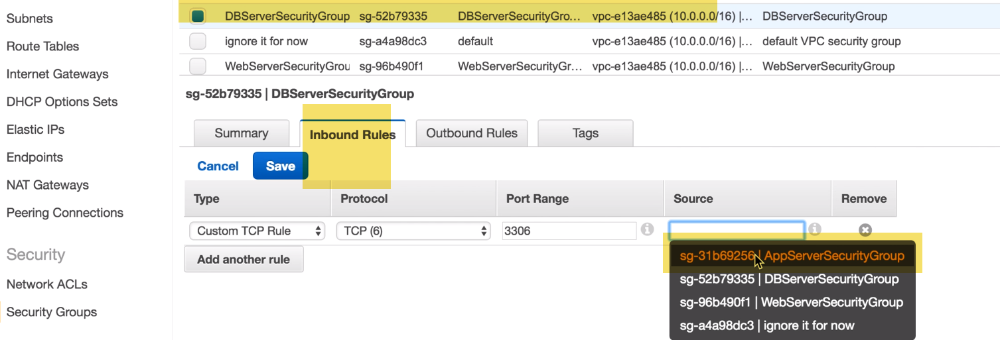 Subnets
Route Tables
Internet Gateways
DHCP Options Sets
Elastic IPs
Endpoints
NAT Gateways
Peering Connections
Security
Network ACLs
Security Groups
DBServerSecurityGroup sg-52b79335 DBServerSecurityGro... vpc-e13ae485 (10.0.0.0/16) |... DBServerSecurityGroup
ignore it for now sg-a4a98dc3 default vpc-e13ae485 (10.0.0.0/16) |... default VPC security group
WebServerSecurityGrou sg-96b490f1 WebServerSecurityGr... vpc-e13ae485 (10.0.0.0/16) |... WebServerSecurityGroup
sg-52b79335 | DBServerSecurityGroup
Summary Inbound Rules Outbound Rules Tags
Cancel Save
Type Protocol Port Range Source Remove
Custom TCP Rule TCP (6) 3306
Add another rule
sg-31b69256 | AppServerSecurityGroup
sg-52b79335 | DBServerSecurityGroup
sg-96b490f1 | WebServerSecurityGroup
sg-a4a98dc3 | ignore it for now